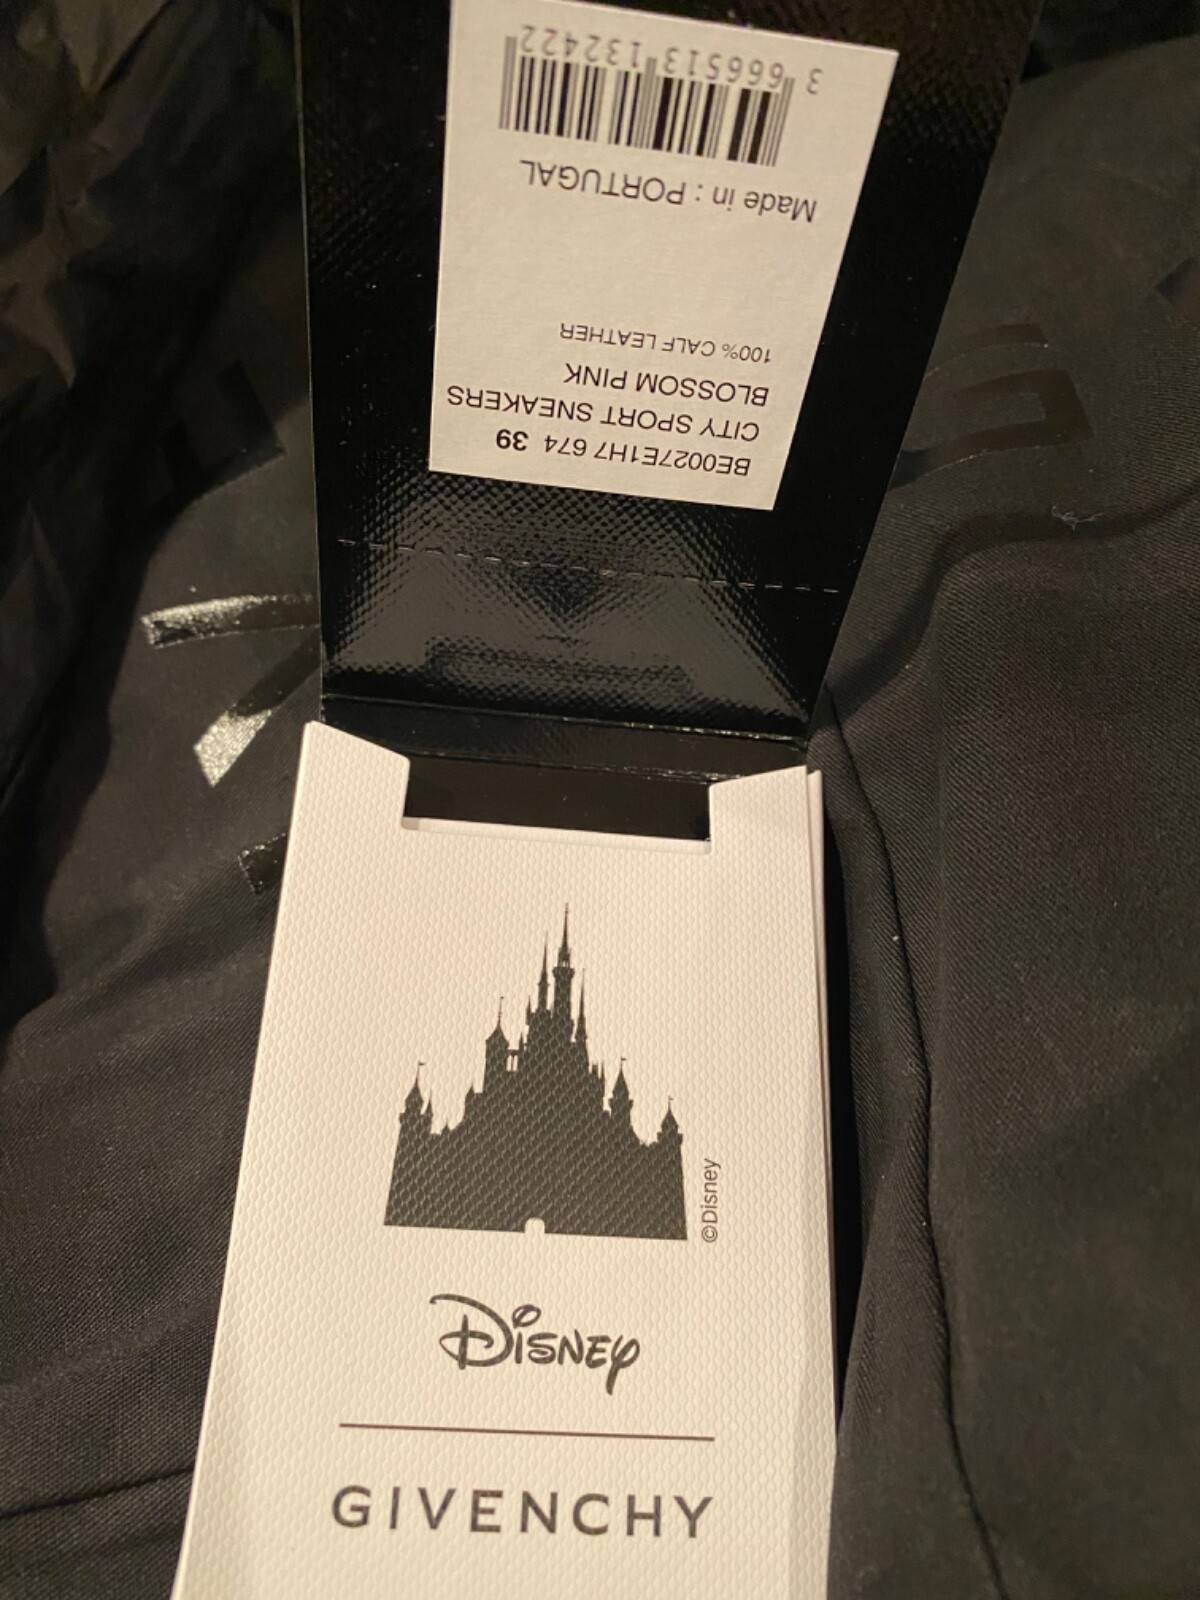 BE0027E1H7 674 39
CITY SPORT SNEAKERS
BLOSSOM PINK
100% CALF LEATHER
Made in : PORTUGAL
3 666513 132422
©Disney
Disney
GIVENCHY